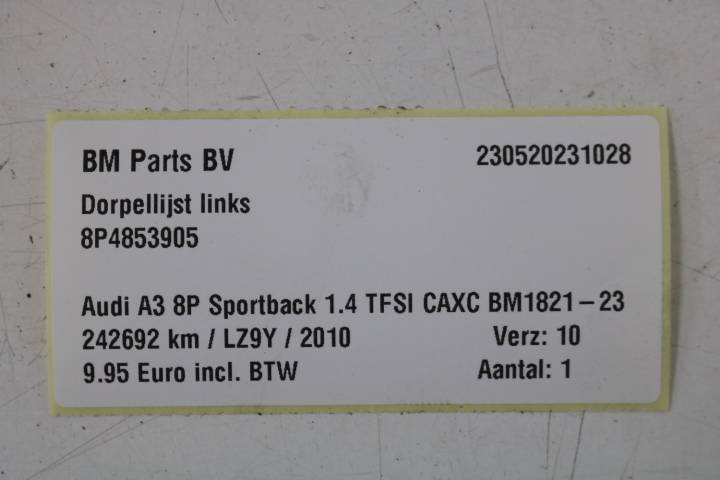 BM Parts BV 230520231028
Dorpellijst links
8P4853905
Audi A3 8P Sportback 1.4 TFSI CAXC BM1821-23
242692 km / LZ9Y / 2010 Verz: 10
9.95 Euro incl. BTW Aantal: 1